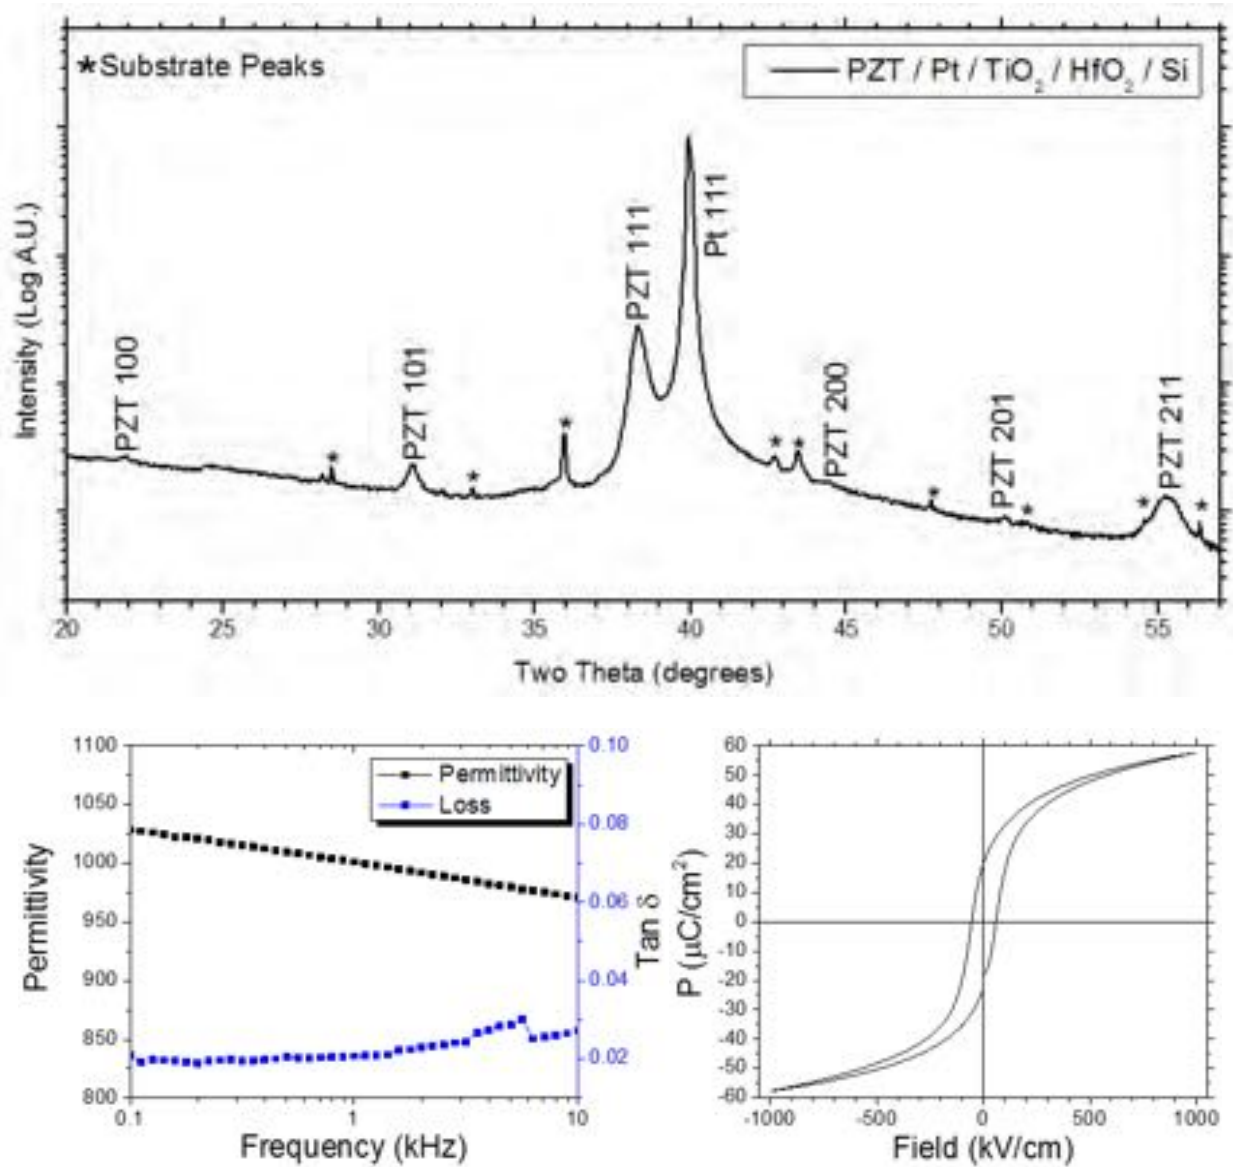 *Substrate Peaks
PZT / Pt / TiO₂ / HfO₂ / Si
Intensity (Log A.U.)
PZT 100
*
PZT 101
*
*
PZT 111
Pt 111
*
*
PZT 200
*
PZT 201
*
*
PZT 211
*
20 25 30 35 40 45 50 55
Two Theta (degrees)
1100
1050
1000
950
900
850
800
Permittivity
Permittivity
Loss
0.10
0.08
0.06
0.04
0.02
Tan δ
0.1 1 10
Frequency (kHz)
60
50
40
30
20
10
0
-10
-20
-30
-40
-50
-60
P (μC/cm²)
-1000 -500 0 500 1000
Field (kV/cm)